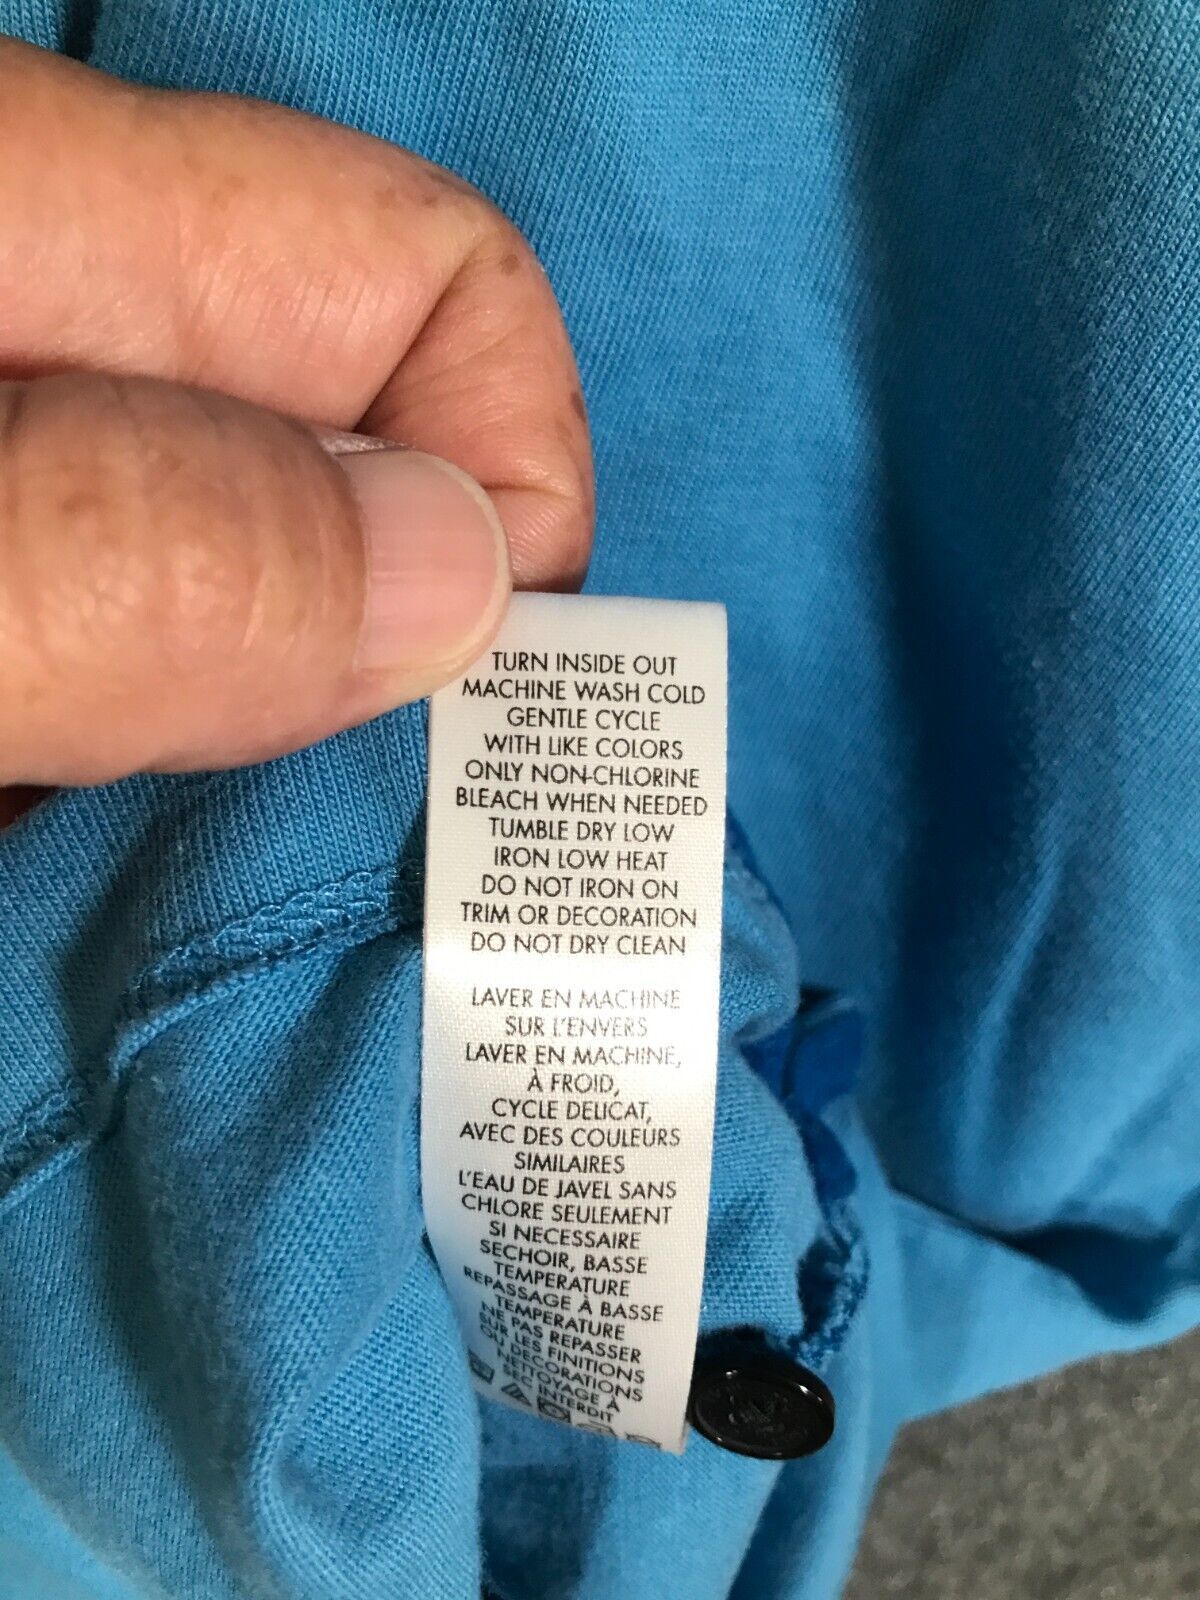 TURN INSIDE OUT
MACHINE WASH COLD
GENTLE CYCLE
WITH LIKE COLORS
ONLY NON-CHLORINE
BLEACH WHEN NEEDED
TUMBLE DRY LOW
IRON LOW HEAT
DO NOT IRON ON
TRIM OR DECORATION
DO NOT DRY CLEAN
LAVER EN MACHINE
SUR L'ENVERS
LAVER EN MACHINE,
À FROID,
CYCLE DELICAT,
AVEC DES COULEURS
SIMILAIRES
L'EAU DE JAVEL SANS
CHLORE SEULEMENT
SI NECESSAIRE
SECHOIR, BASSE
TEMPERATURE
REPASSAGE À BASSE
TEMPERATURE
NE PAS REPASSER
SUR LES FINITIONS
OU DECORATIONS
NETTOYAGE À
SEC INTERDIT